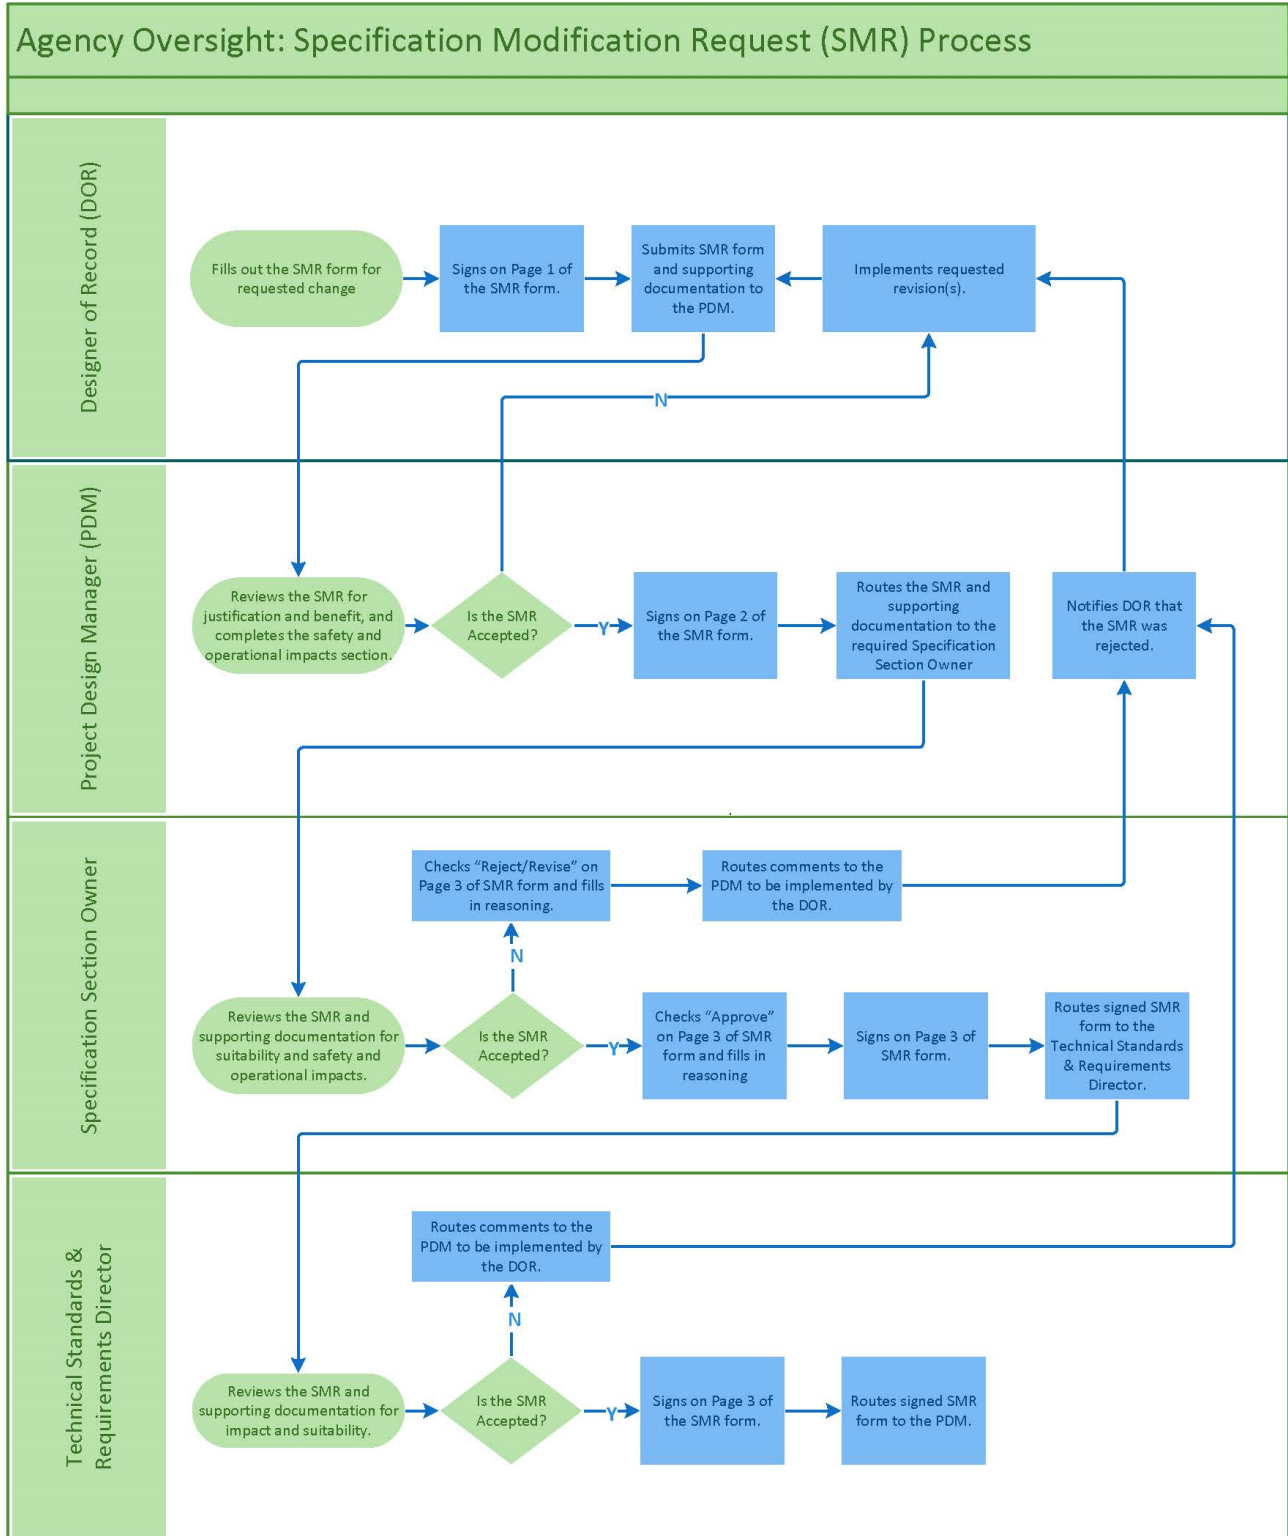 Agency Oversight: Specification Modification Request (SMR) Process
Designer of Record (DOR)
Fills out the SMR form for
requested change
Signs on Page 1 of
the SMR form.
Submits SMR form
and supporting
documentation to
the PDM.
Implements requested
revision(s).
N
Project Design Manager (PDM)
Reviews the SMR for
justification and benefit, and
completes the safety and
operational impacts section.
Is the SMR
Accepted?
Y
Signs on Page 2 of
the SMR form.
Routes the SMR and
supporting
documentation to the
required Specification
Section Owner
Notifies DOR that
the SMR was
rejected.
Specification Section Owner
Checks “Reject/Revise” on
Page 3 of SMR form and fills
in reasoning.
Routes comments to the
PDM to be implemented by
the DOR.
N
Reviews the SMR and
supporting documentation for
suitability and safety and
operational impacts.
Is the SMR
Accepted?
Y
Checks “Approve”
on Page 3 of SMR
form and fills in
reasoning
Signs on Page 3 of
SMR form.
Routes signed SMR
form to the
Technical Standards
& Requirements
Director.
Technical Standards &
Requirements Director
Routes comments to the
PDM to be implemented by
the DOR.
N
Reviews the SMR and
supporting documentation for
impact and suitability.
Is the SMR
Accepted?
Y
Signs on Page 3 of
the SMR form.
Routes signed SMR
form to the PDM.